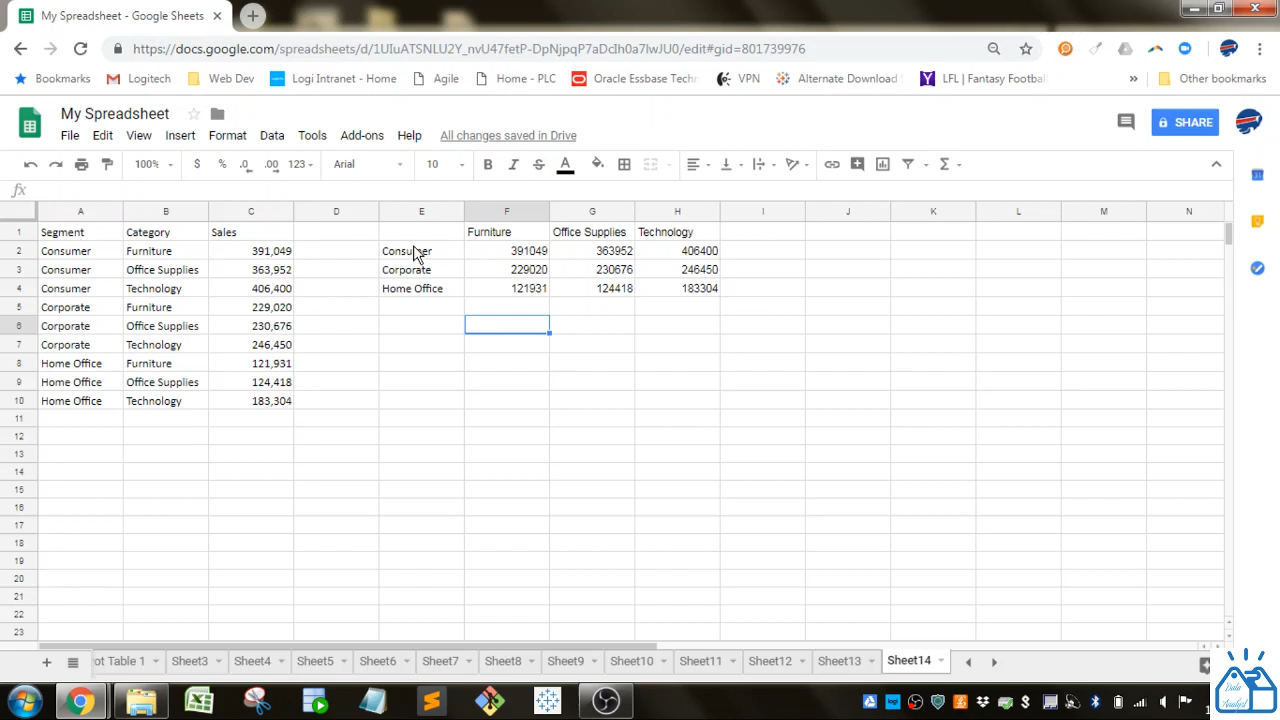 My Spreadsheet - Google Sheets
https://docs.google.com/spreadsheets/d/1UIuATSNLU2Y_nvU47fetP-DpNjpqP7aDcIh0a7lwJU0/edit#gid=801739976
Bookmarks Logitech Web Dev Logi Intranet - Home Agile Home - PLC Oracle Essbase Techn VPN Alternate Download LFL | Fantasy Football » Other bookmarks
My Spreadsheet
File Edit View Insert Format Data Tools Add-ons Help All changes saved in Drive SHARE
100% $ % .0 .00 123 Arial 10 B I S A Σ
fx
A B C D E F G H I J K L M N
1 Segment Category Sales Furniture Office Supplies Technology
2 Consumer Furniture 391,049 Consumer 391049 363952 406400
3 Consumer Office Supplies 363,952 Corporate 229020 230676 246450
4 Consumer Technology 406,400 Home Office 121931 124418 183304
5 Corporate Furniture 229,020
6 Corporate Office Supplies 230,676
7 Corporate Technology 246,450
8 Home Office Furniture 121,931
9 Home Office Office Supplies 124,418
10 Home Office Technology 183,304
11
12
13
14
15
16
17
18
19
20
21
22
23
ot Table 1 Sheet3 Sheet4 Sheet5 Sheet6 Sheet7 Sheet8 Sheet9 Sheet10 Sheet11 Sheet12 Sheet13 Sheet14
Data
Analyst